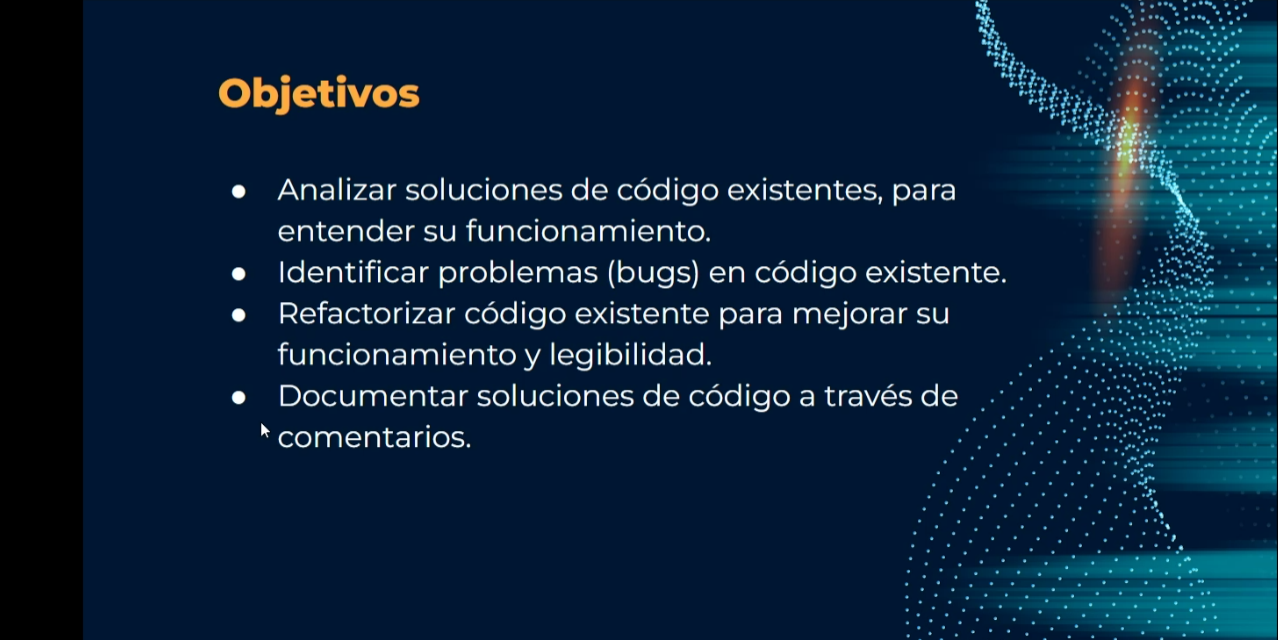 Objetivos
● Analizar soluciones de código existentes, para
entender su funcionamiento.
● Identificar problemas (bugs) en código existente.
● Refactorizar código existente para mejorar su
funcionamiento y legibilidad.
● Documentar soluciones de código a través de
comentarios.